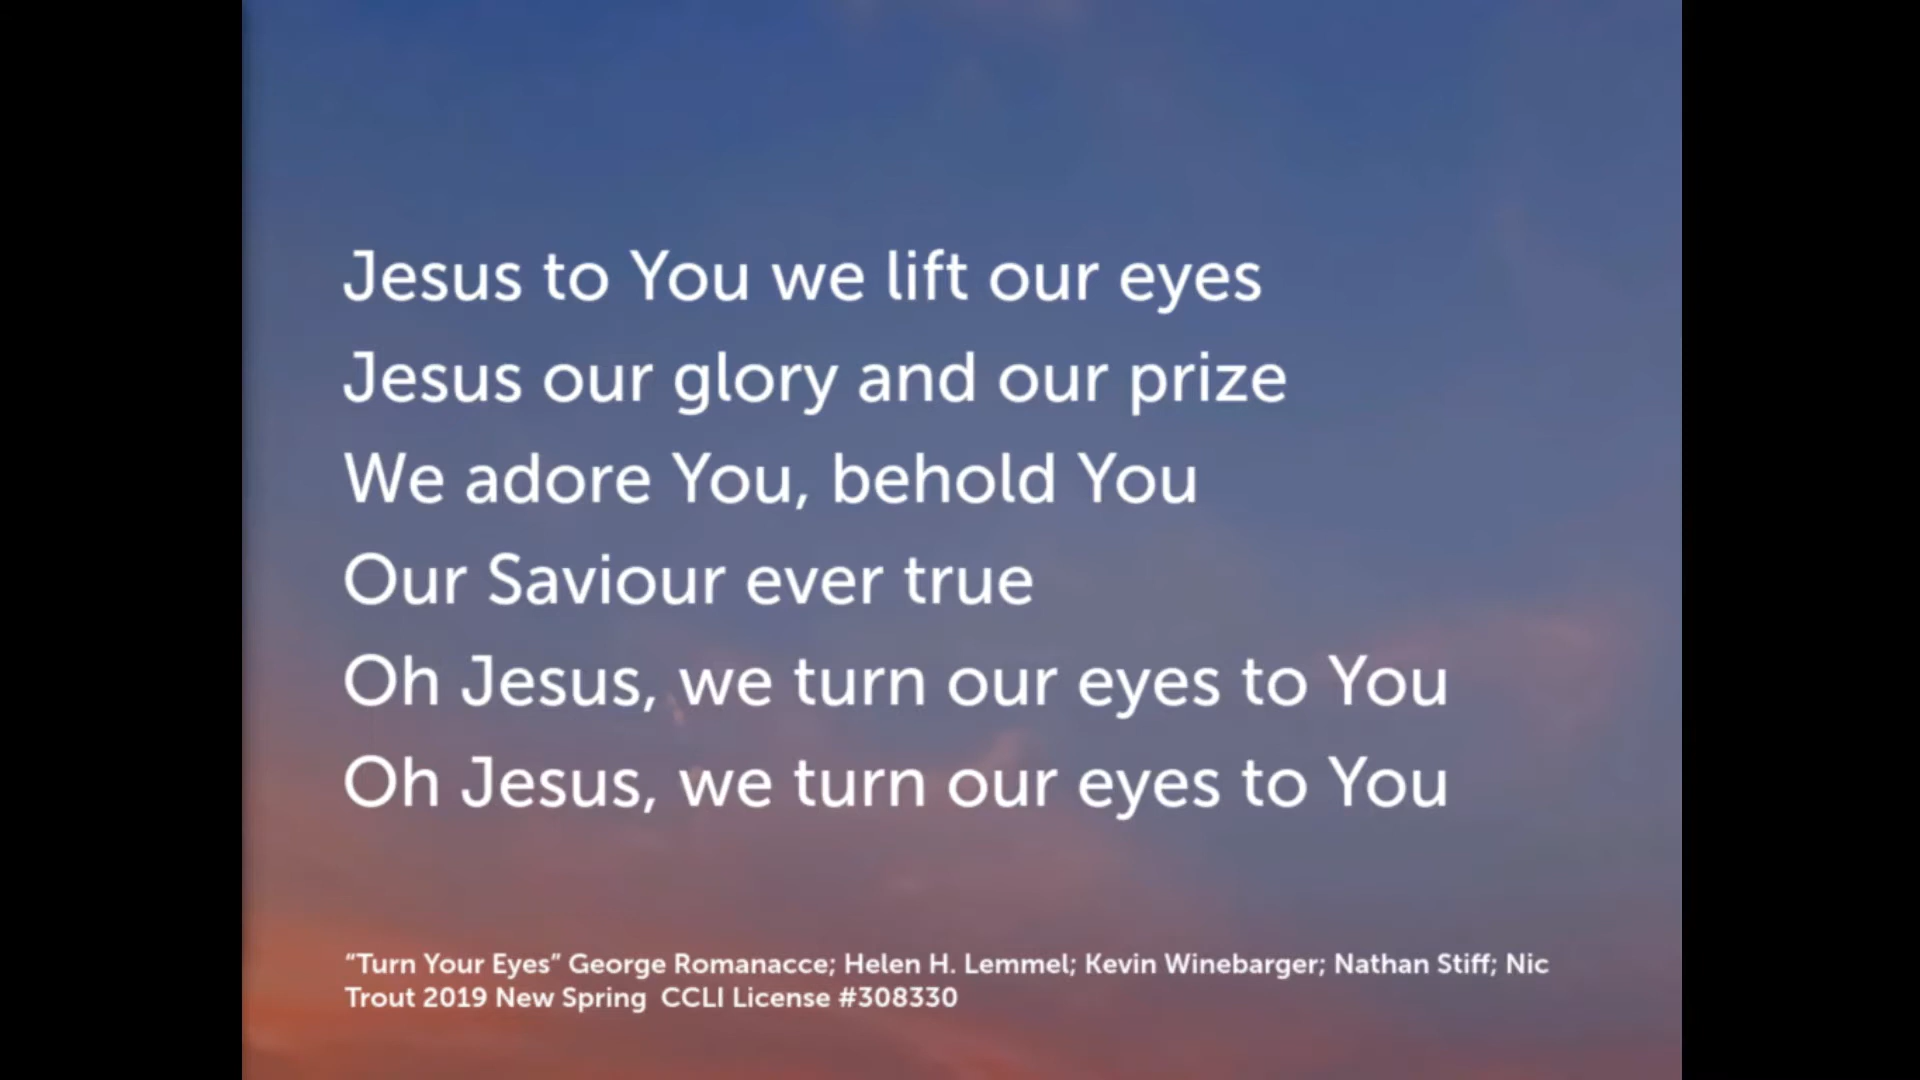 Jesus to You we lift our eyes
Jesus our glory and our prize
We adore You, behold You
Our Saviour ever true
Oh Jesus, we turn our eyes to You
Oh Jesus, we turn our eyes to You
“Turn Your Eyes” George Romanacce; Helen H. Lemmel; Kevin Winebarger; Nathan Stiff; Nic
Trout 2019 New Spring  CCLI License #308330